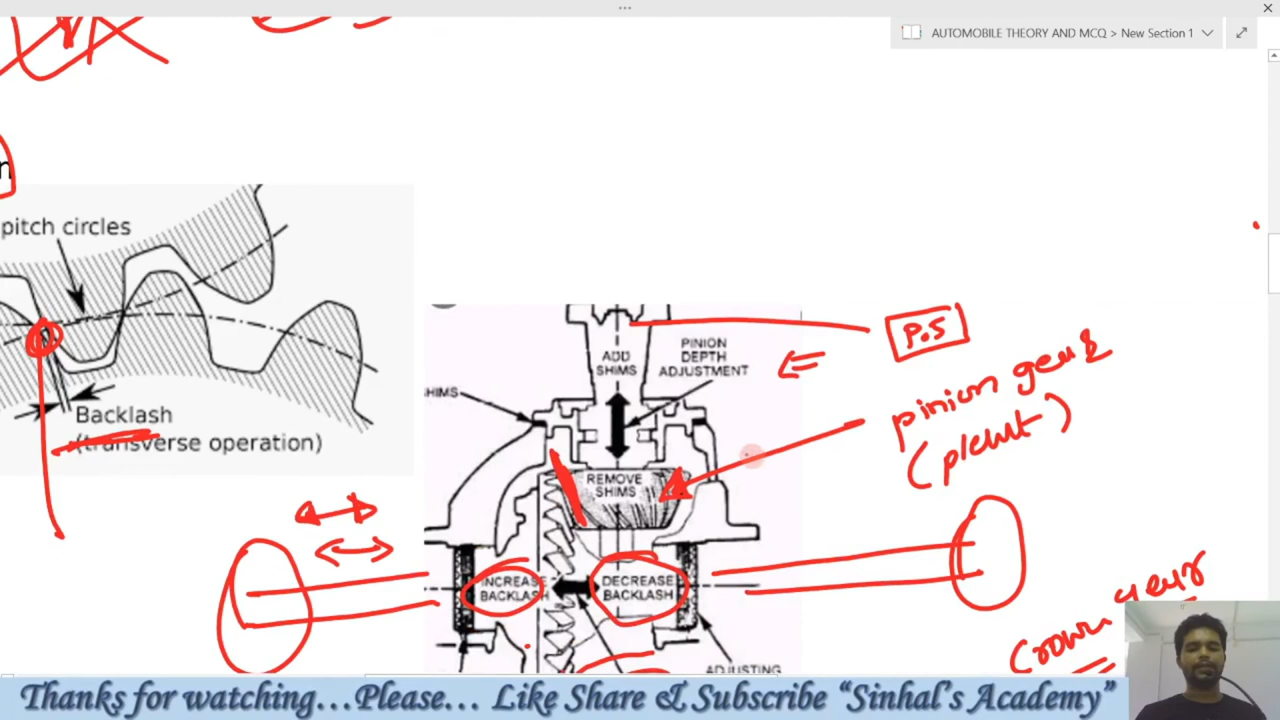 AUTOMOBILE THEORY AND MCQ > New Section 1
n
pitch circles
Backlash
(transverse operation)
ADD
SHIMS
PINION
DEPTH
ADJUSTMENT
SHIMS
REMOVE
SHIMS
INCREASE
BACKLASH
DECREASE
BACKLASH
ADJUSTING
P.S
pinion gear
Crown gear
Thanks for watching…Please… Like Share & Subscribe “Sinhal’s Academy”